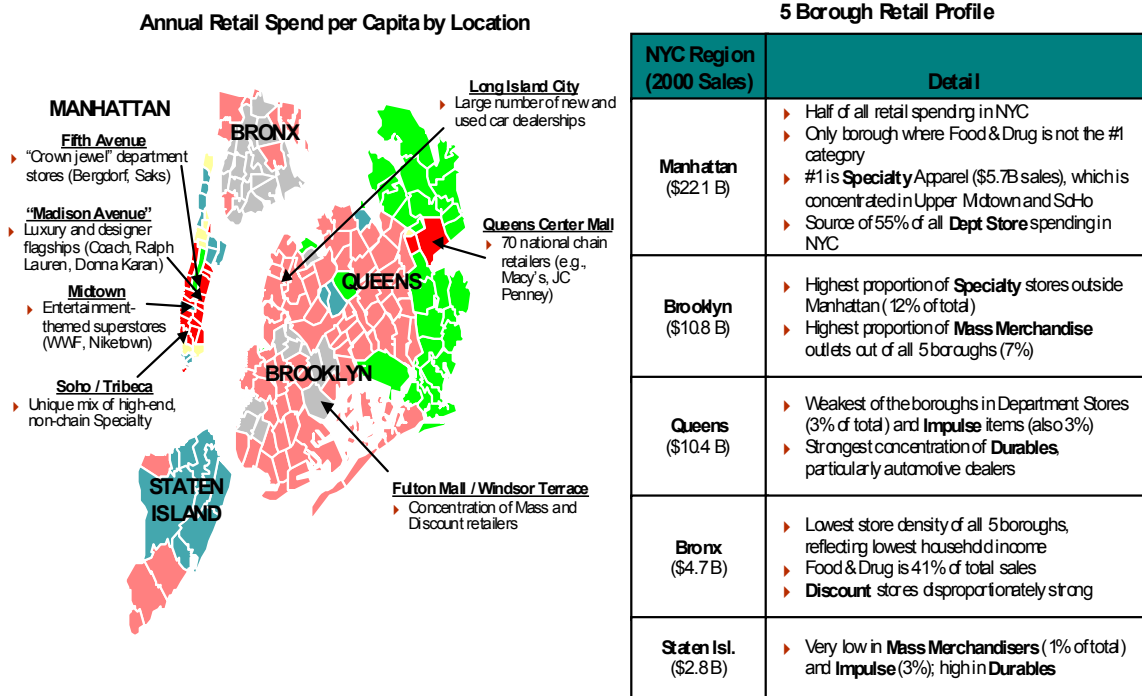 Annual Retail Spend per Capita by Location
MANHATTAN
Fifth Avenue
"Crown jewel" department
stores (Bergdorf, Saks)
"Madison Avenue"
Luxury and designer
flagships (Coach, Ralph
Lauren, Donna Karan)
Midtown
Entertainment-
themed superstores
(WWF, Niketown)
Soho / Tribeca
Unique mix of high-end,
non-chain Specialty
BRONX
Long Island City
Large number of new and
used car dealerships
Queens Center Mall
70 national chain
retailers (e.g.,
Macy's, JC
Penney)
QUEENS
BROOKLYN
STATEN
ISLAND
Fulton Mall / Windsor Terrace
Concentration of Mass and
Discount retailers
5 Borough Retail Profile
NYC Region
(2000 Sales)
Detail
Manhattan
($22.1 B)
Half of all retail spending in NYC
Only borough where Food & Drug is not the #1
category
#1 is Specialty Apparel ($5.7B sales), which is
concentrated in Upper Midtown and SoHo
Source of 55% of all Dept Store spending in
NYC
Brooklyn
($10.8 B)
Highest proportion of Specialty stores outside
Manhattan (12% of total)
Highest proportion of Mass Merchandise
outlets out of all 5 boroughs (7%)
Queens
($10.4 B)
Weakest of the boroughs in Department Stores
(3% of total) and Impulse items (also 3%)
Strongest concentration of Durables,
particularly automotive dealers
Bronx
($4.7 B)
Lowest store density of all 5 boroughs,
reflecting lowest household income
Food & Drug is 41% of total sales
Discount stores disproportionately strong
Staten Isl.
($2.8 B)
Very low in Mass Merchandisers (1% of total)
and Impulse (3%); high in Durables